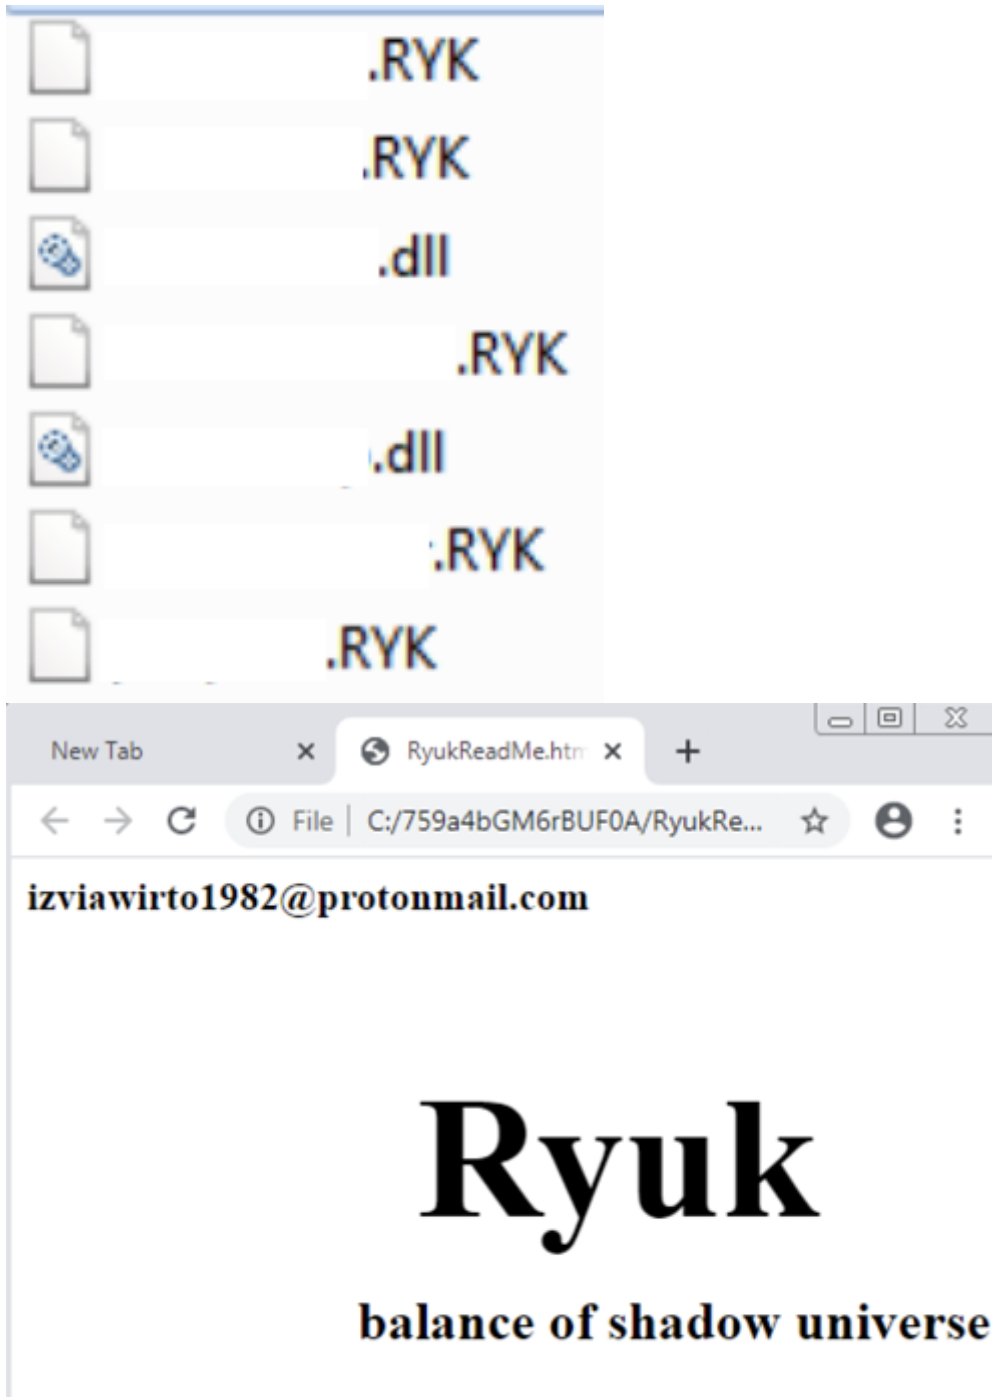 .RYK
.RYK
.dll
.RYK
.dll
.RYK
.RYK
New Tab
RyukReadMe.htm
File | C:/759a4bGM6rBUF0A/RyukRe...
izviawirto1982@protonmail.com
Ryuk
balance of shadow universe